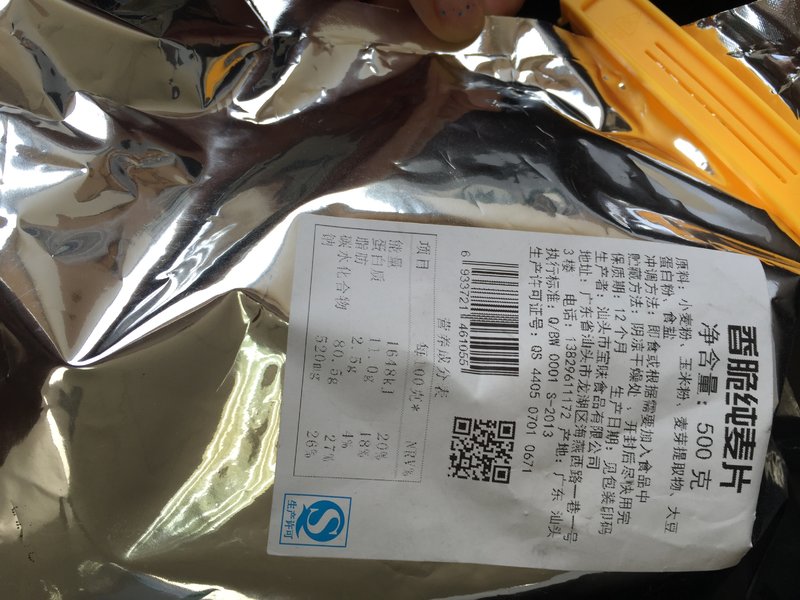 香脆纯麦片
净含量：500克
原料：小麦粉、玉米粉、麦芽提取物、大豆
蛋白粉、食盐
冲调方法：即食或根据需要加入食品中
贮藏方法：阴凉干燥处 开封后尽快用完
保质期：12个月 生产日期：见包装印码
生产者：汕头市宝味食品有限公司
地址：广东省汕头市龙湖区海燕西路一巷一号
3楼 电话：13829611172 产地：广东 汕头
执行标准：Q/BW 0001 S-2013
生产许可证号：QS 4405 0701 0671
6 933721 461055
营养成分表
项目 每100克* NRV%
能量 1648kJ 20%
蛋白质 11.0g 18%
脂肪 2.5g 4%
碳水化合物 80.5g 27%
钠 520mg 26%
生产许可